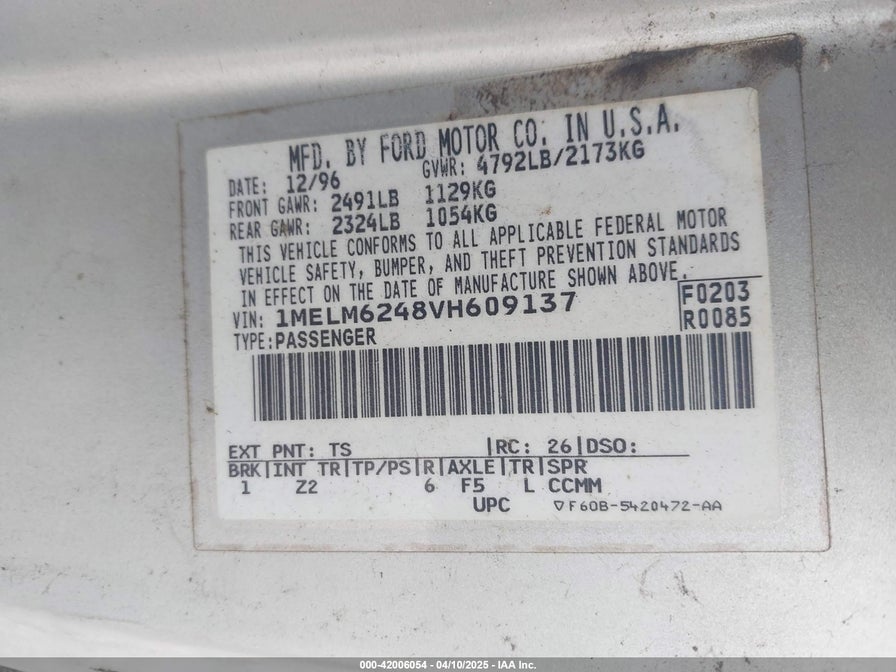 MFD. BY FORD MOTOR CO. IN U.S.A.
DATE: 12/96 GVWR: 4792LB/2173KG
FRONT GAWR: 2491LB 1129KG
REAR GAWR: 2324LB 1054KG
THIS VEHICLE CONFORMS TO ALL APPLICABLE FEDERAL MOTOR
VEHICLE SAFETY, BUMPER, AND THEFT PREVENTION STANDARDS
IN EFFECT ON THE DATE OF MANUFACTURE SHOWN ABOVE.
VIN: 1MELM6248VH609137 F0203
TYPE:PASSENGER R0085
EXT PNT: TS |RC: 26|DSO:
BRK|INT TR|TP/PS|R|AXLE|TR|SPR
1 Z2 6 F5 L CCMM
UPC ▽F60B-5420472-AA
000-42006054 - 04/10/2025 - IAA Inc.